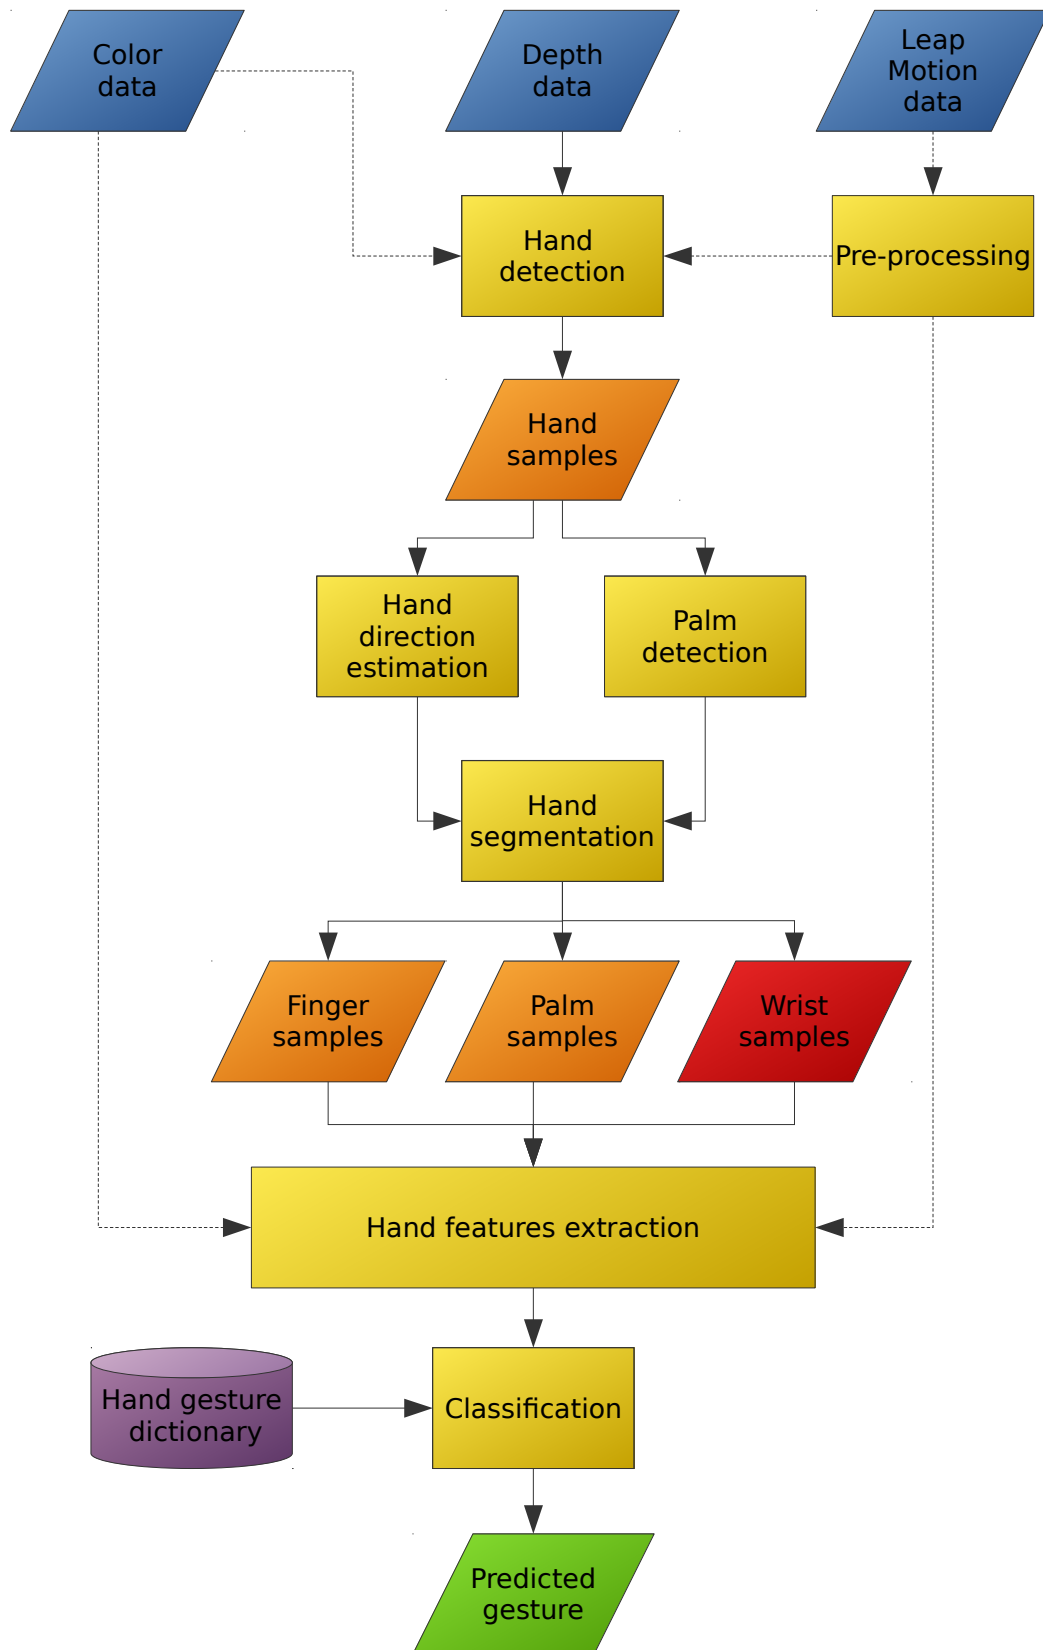 Color
data
Depth
data
Leap
Motion
data
Hand
detection
Pre-processing
Hand
samples
Hand
direction
estimation
Palm
detection
Hand
segmentation
Finger
samples
Palm
samples
Wrist
samples
Hand features extraction
Hand gesture
dictionary
Classification
Predicted
gesture